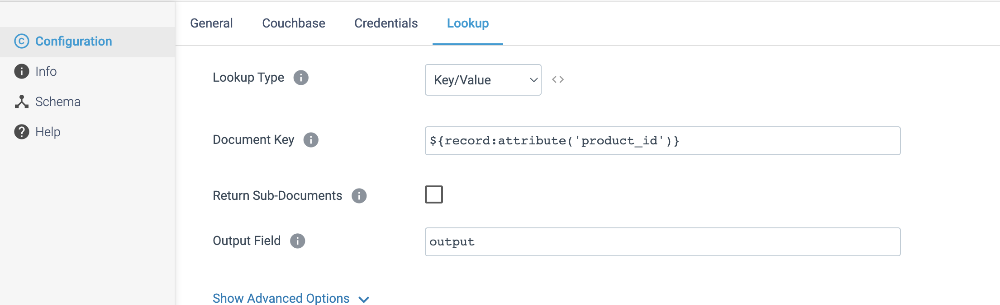 General Couchbase Credentials Lookup
Configuration
Info
Schema
Help
Lookup Type Key/Value
Document Key ${record:attribute('product_id')}
Return Sub-Documents
Output Field output
Show Advanced Options